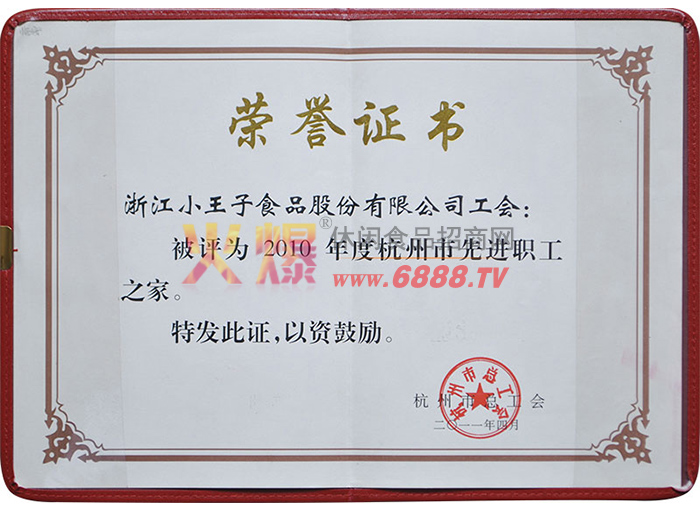 荣誉证书
浙江小王子食品股份有限公司工会：
被评为 2010 年度杭州市先进职工
之家。
火爆®休闲食品招商网
www.6888.TV
特发此证，以资鼓励。
杭州市总工会
杭州市总工会
二〇一一年四月